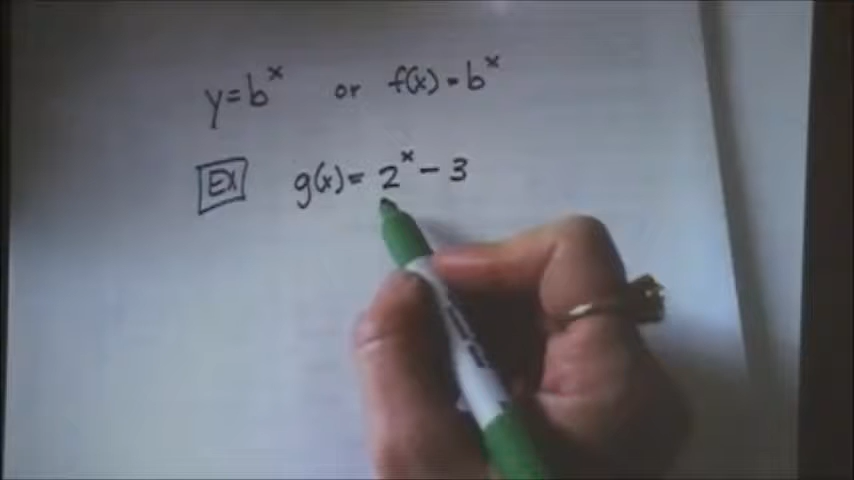 y=b^x or f(x)=b^x
EX g(x)= 2^x - 3